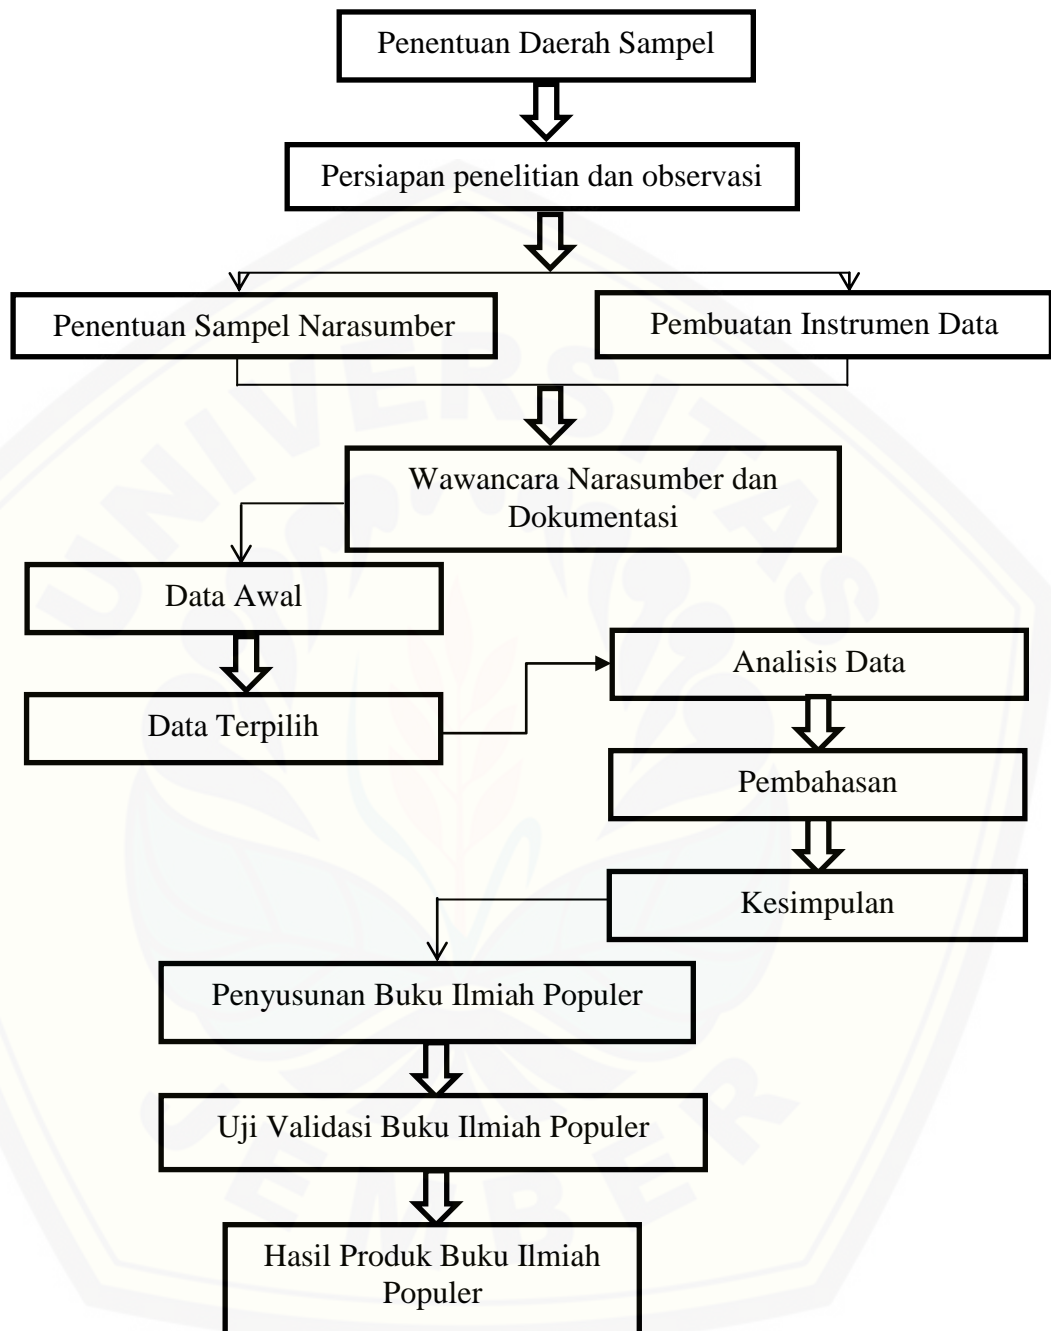 Penentuan Daerah Sampel
Persiapan penelitian dan observasi
Penentuan Sampel Narasumber
Pembuatan Instrumen Data
Wawancara Narasumber dan
Dokumentasi
Data Awal
Data Terpilih
Analisis Data
Pembahasan
Kesimpulan
Penyusunan Buku Ilmiah Populer
Uji Validasi Buku Ilmiah Populer
Hasil Produk Buku Ilmiah
Populer
UNIVERSITAS
JEMBER